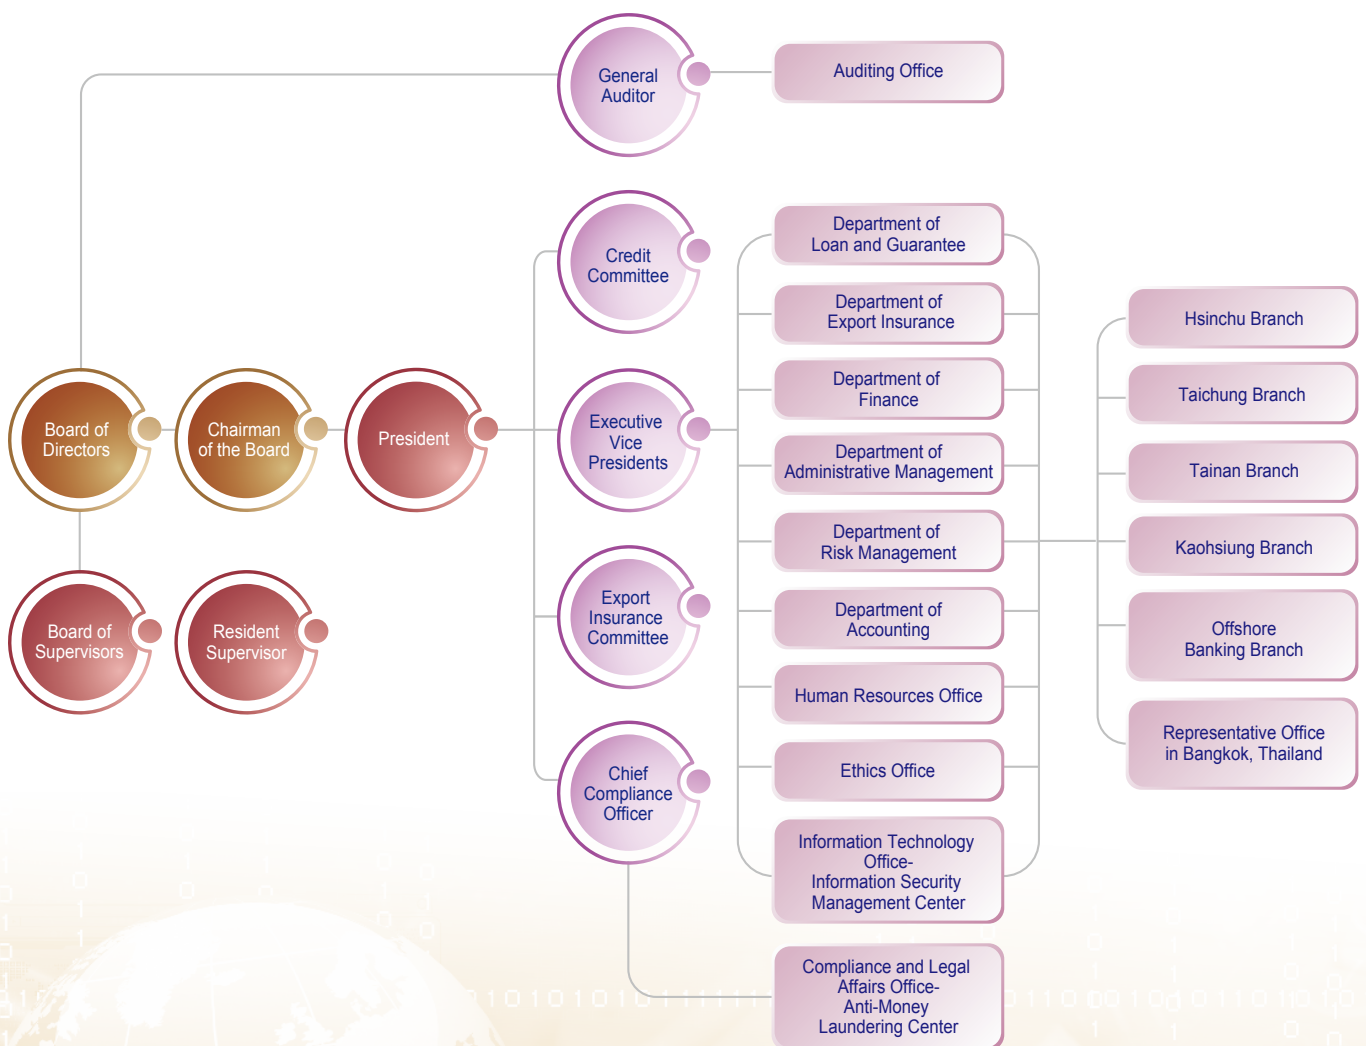 General
Auditor
Auditing Office
Credit
Committee
Executive
Vice
Presidents
Export
Insurance
Committee
Chief
Compliance
Officer
Board of
Directors
Chairman
of the Board
President
Board of
Supervisors
Resident
Supervisor
Department of
Loan and Guarantee
Department of
Export Insurance
Department of
Finance
Department of
Administrative Management
Department of
Risk Management
Department of
Accounting
Human Resources Office
Ethics Office
Information Technology
Office-
Information Security
Management Center
Compliance and Legal
Affairs Office-
Anti-Money
Laundering Center
Hsinchu Branch
Taichung Branch
Tainan Branch
Kaohsiung Branch
Offshore
Banking Branch
Representative Office
in Bangkok, Thailand